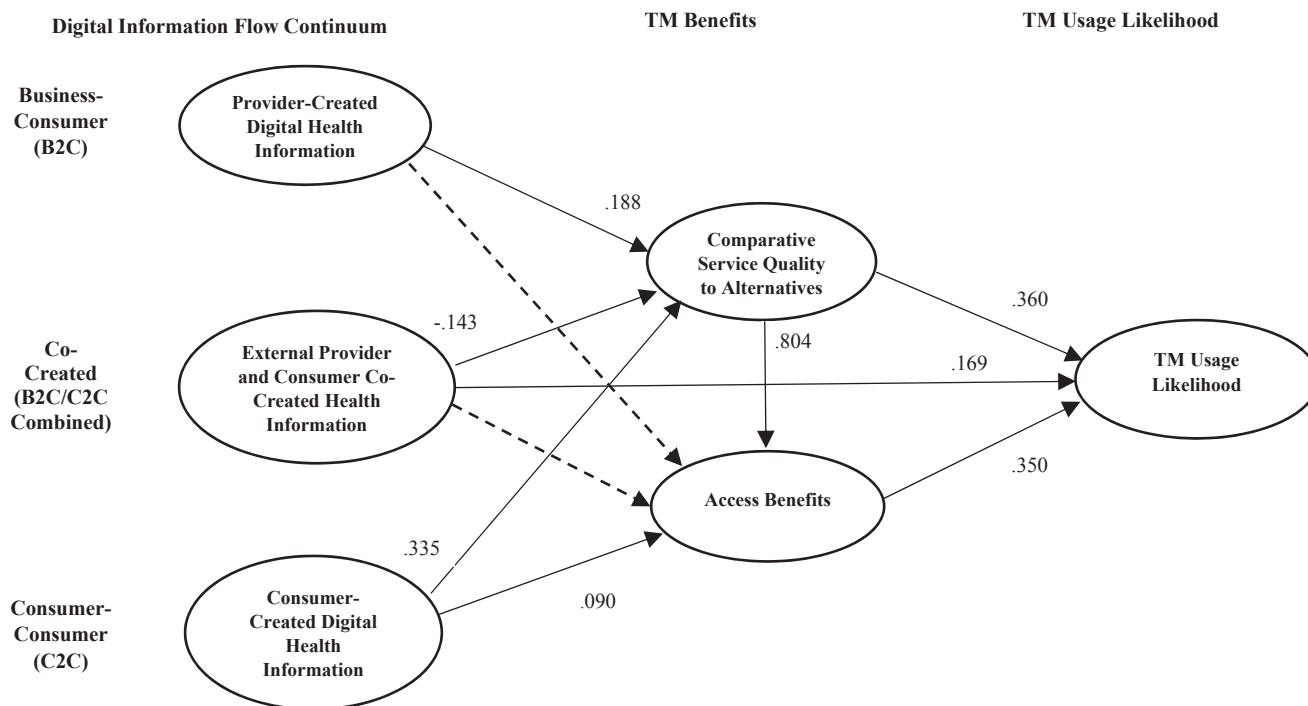 Digital Information Flow Continuum
TM Benefits
TM Usage Likelihood
Business-
Consumer
(B2C)
Provider-Created
Digital Health
Information
.188
Comparative
Service Quality
to Alternatives
.360
-.143
.804
Co-
Created
(B2C/C2C
Combined)
External Provider
and Consumer Co-
Created Health
Information
.169
TM Usage
Likelihood
.350
Access Benefits
.335
.090
Consumer-
Consumer
(C2C)
Consumer-
Created Digital
Health
Information